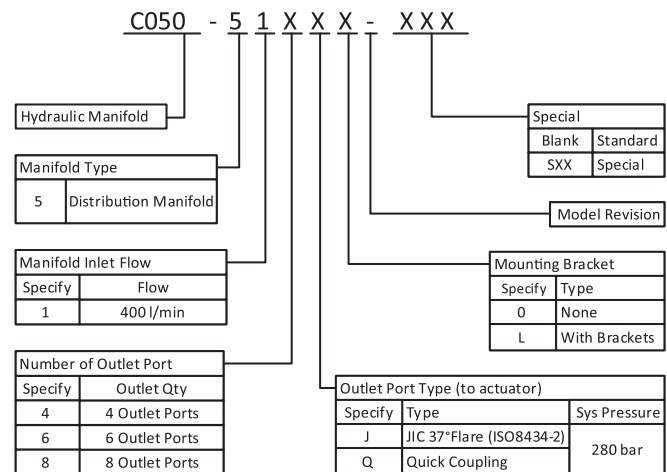 C050 - 5 1 X X X - X X X
Hydraulic Manifold
Manifold Type
5 Distribution Manifold
Manifold Inlet Flow
Specify Flow
1 400 l/min
Number of Outlet Port
Specify Outlet Qty
4 4 Outlet Ports
6 6 Outlet Ports
8 8 Outlet Ports
Special
Blank Standard
SXX Special
Model Revision
Mounting Bracket
Specify Type
0 None
L With Brackets
Outlet Port Type (to actuator)
Specify Type Sys Pressure
J JIC 37°Flare (ISO8434-2)
280 bar
Q Quick Coupling